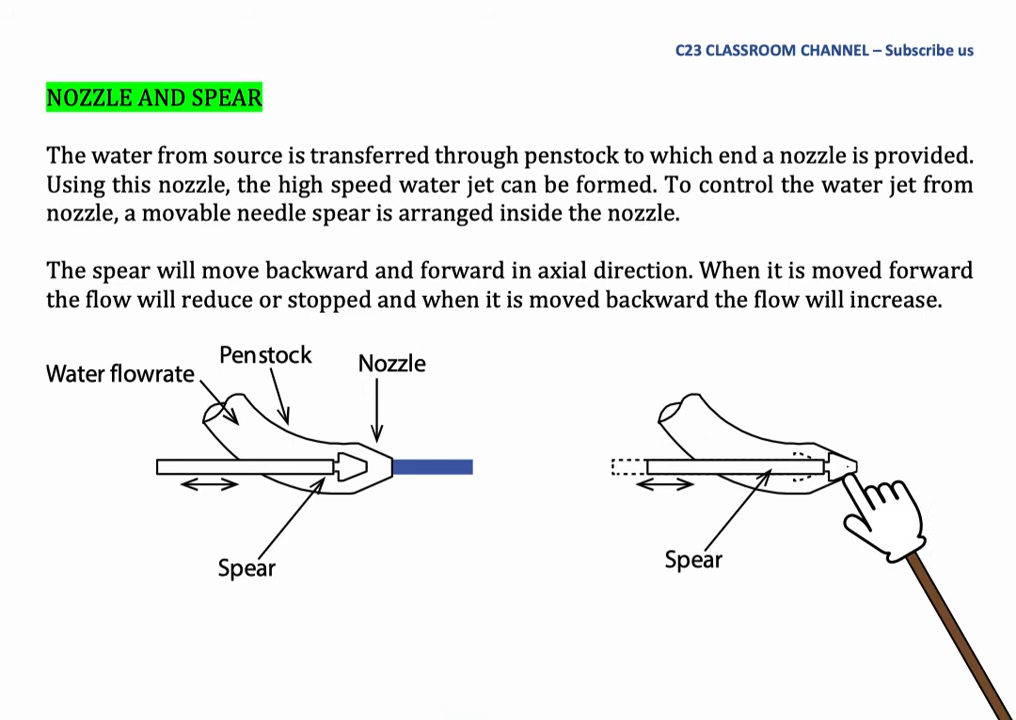 C23 CLASSROOM CHANNEL – Subscribe us
NOZZLE AND SPEAR
The water from source is transferred through penstock to which end a nozzle is provided.
Using this nozzle, the high speed water jet can be formed. To control the water jet from
nozzle, a movable needle spear is arranged inside the nozzle.
The spear will move backward and forward in axial direction. When it is moved forward
the flow will reduce or stopped and when it is moved backward the flow will increase.
Penstock
Nozzle
Water flowrate
Spear
Spear